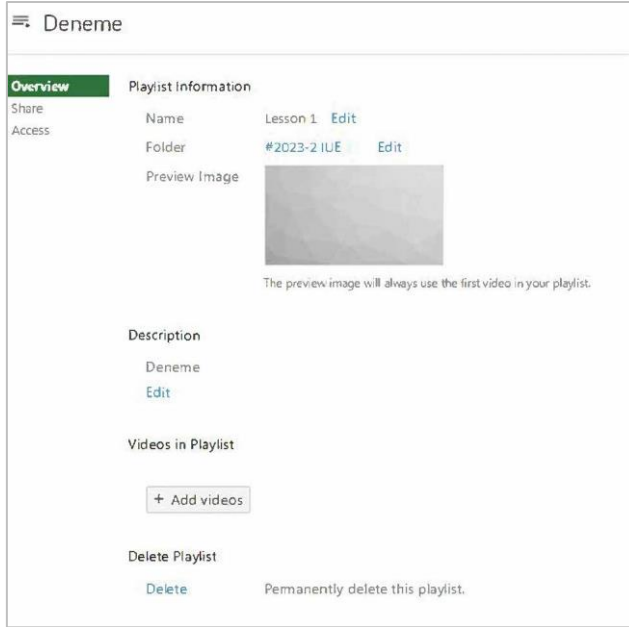 Deneme
Overview
Share
Access
Playlist Information
Name Lesson 1 Edit
Folder #2023-2 IUE Edit
Preview Image
The preview image will always use the first video in your playlist.
Description
Deneme
Edit
Videos in Playlist
+ Add videos
Delete Playlist
Delete Permanently delete this playlist.